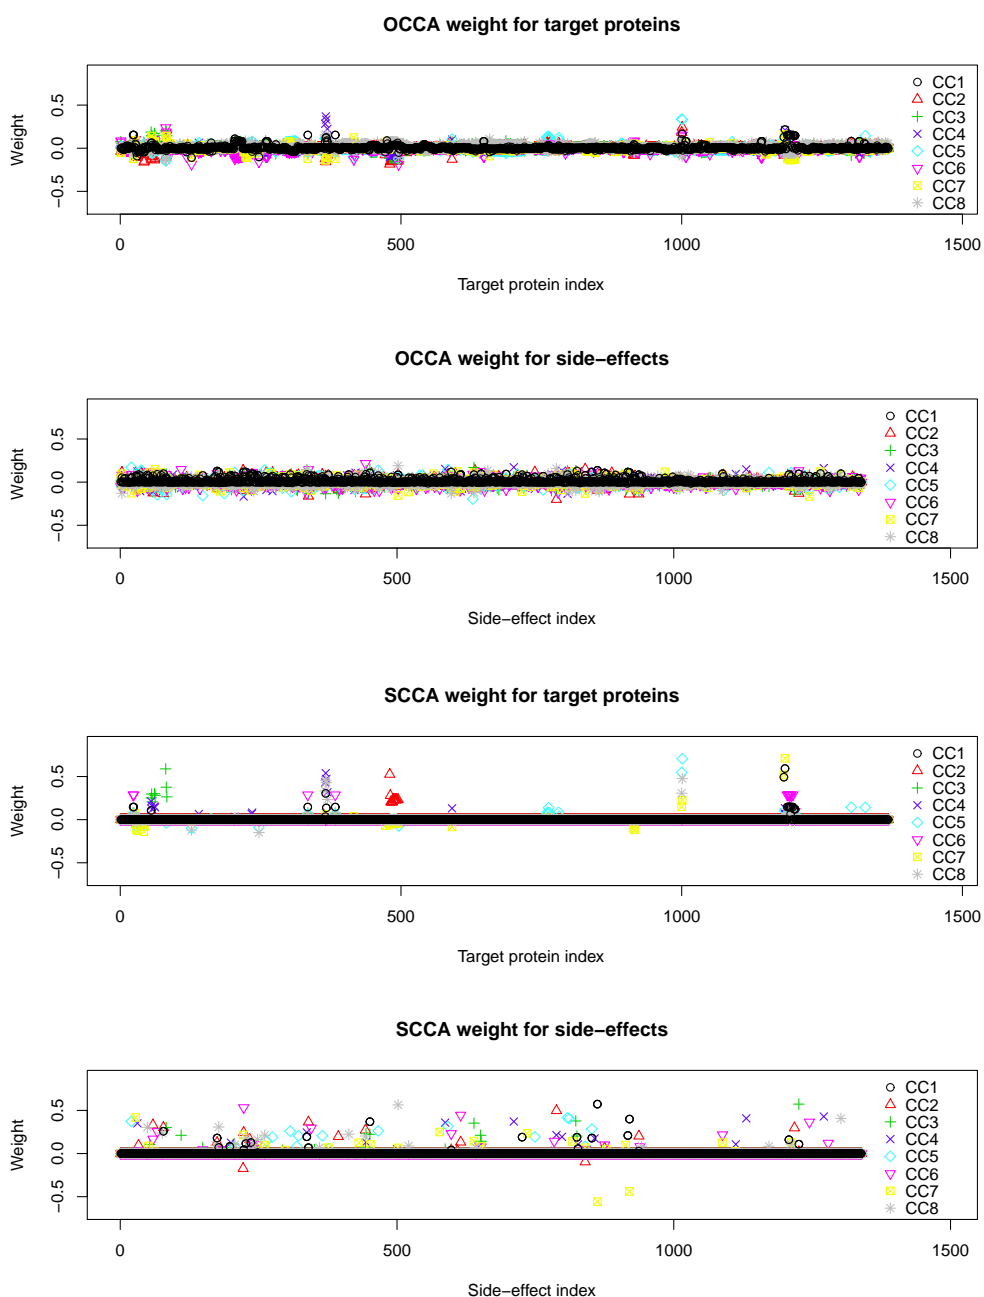 OCCA weight for target proteins
Weight
0.5
0.0
−0.5
CC1
CC2
CC3
CC4
CC5
CC6
CC7
CC8
0 500 1000 1500
Target protein index
OCCA weight for side−effects
Weight
0.5
0.0
−0.5
CC1
CC2
CC3
CC4
CC5
CC6
CC7
CC8
0 500 1000 1500
Side−effect index
SCCA weight for target proteins
Weight
0.5
0.0
−0.5
CC1
CC2
CC3
CC4
CC5
CC6
CC7
CC8
0 500 1000 1500
Target protein index
SCCA weight for side−effects
Weight
0.5
0.0
−0.5
CC1
CC2
CC3
CC4
CC5
CC6
CC7
CC8
0 500 1000 1500
Side−effect index